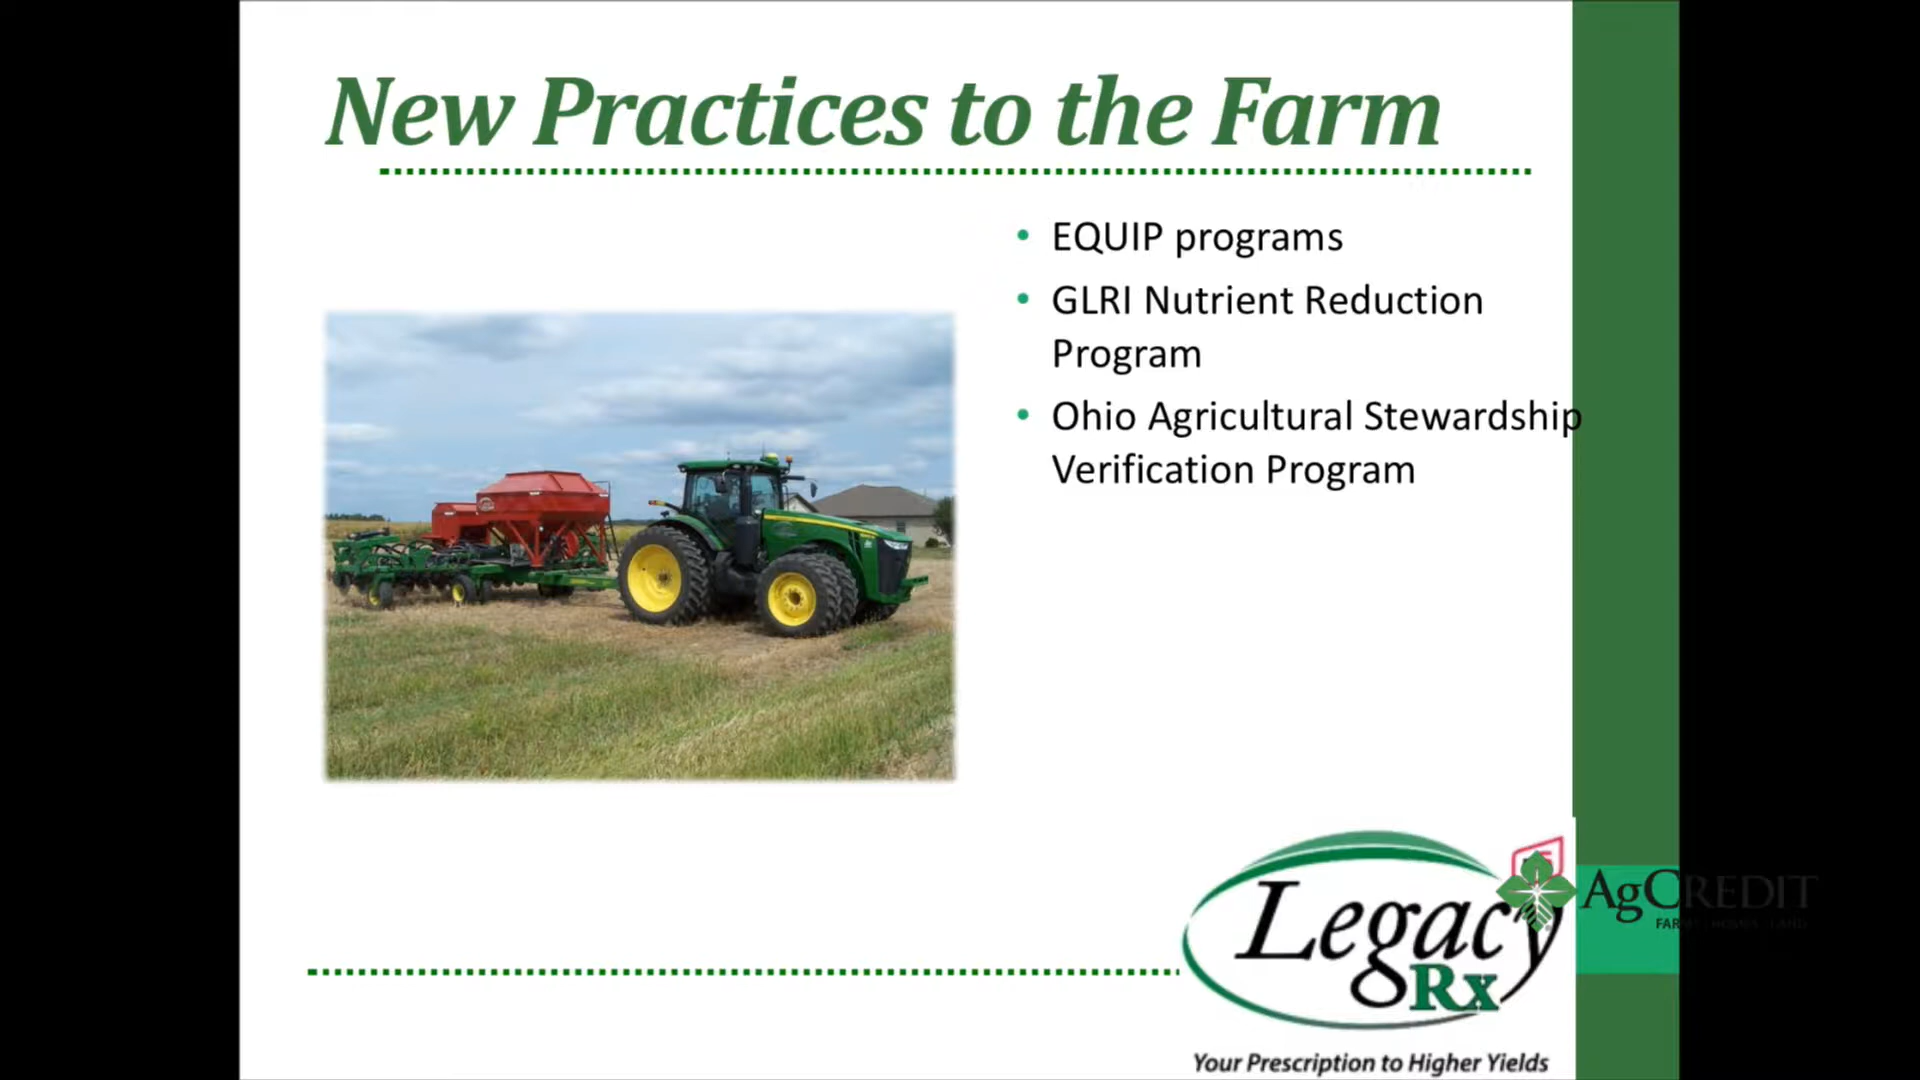 New Practices to the Farm
• EQUIP programs
• GLRI Nutrient Reduction
Program
• Ohio Agricultural Stewardship
Verification Program
Legacy
Rx
AgCREDIT
Your Prescription to Higher Yields